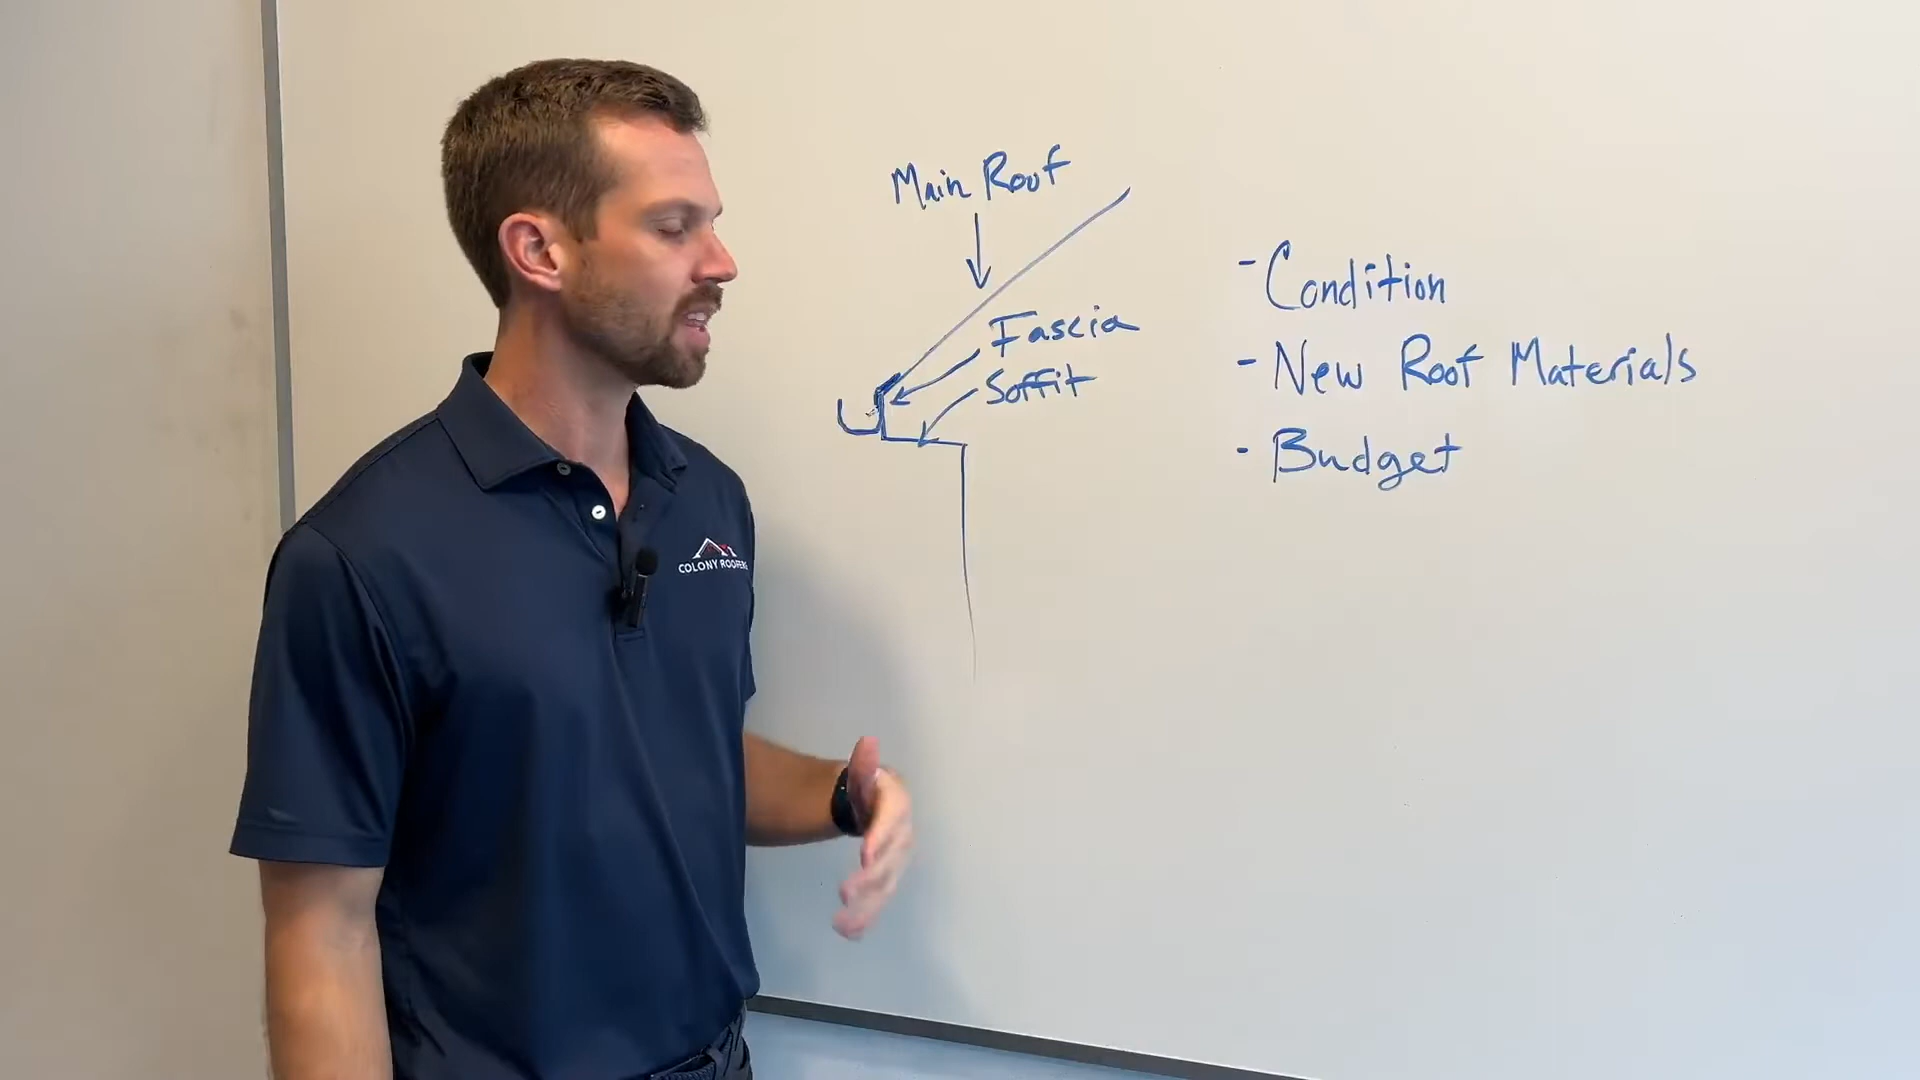 Main Roof
Fascia
Soffit
- Condition
- New Roof Materials
- Budget
COLONY ROOFERS